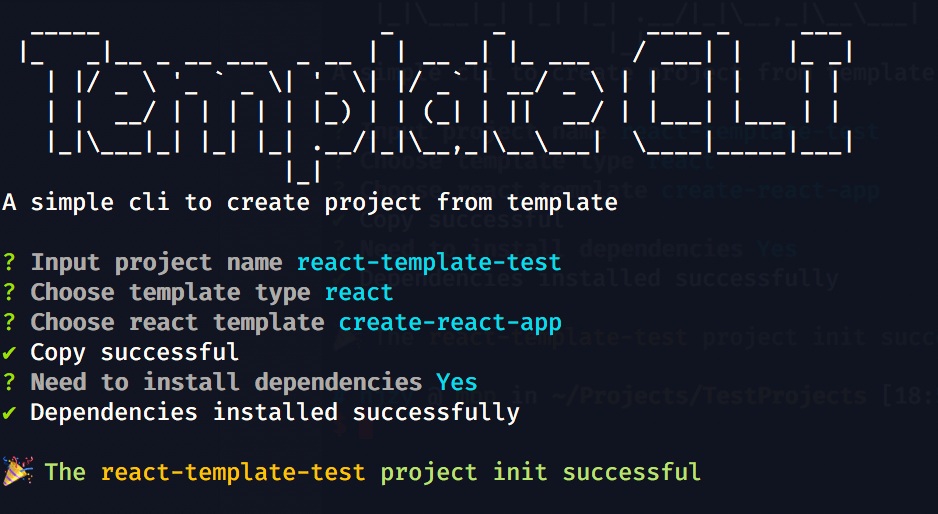 TemplateCLI
A simple cli to create project from template
? Input project name react-template-test
? Choose template type react
? Choose react template create-react-app
✔ Copy successful
? Need to install dependencies Yes
✔ Dependencies installed successfully
🎉 The react-template-test project init successful